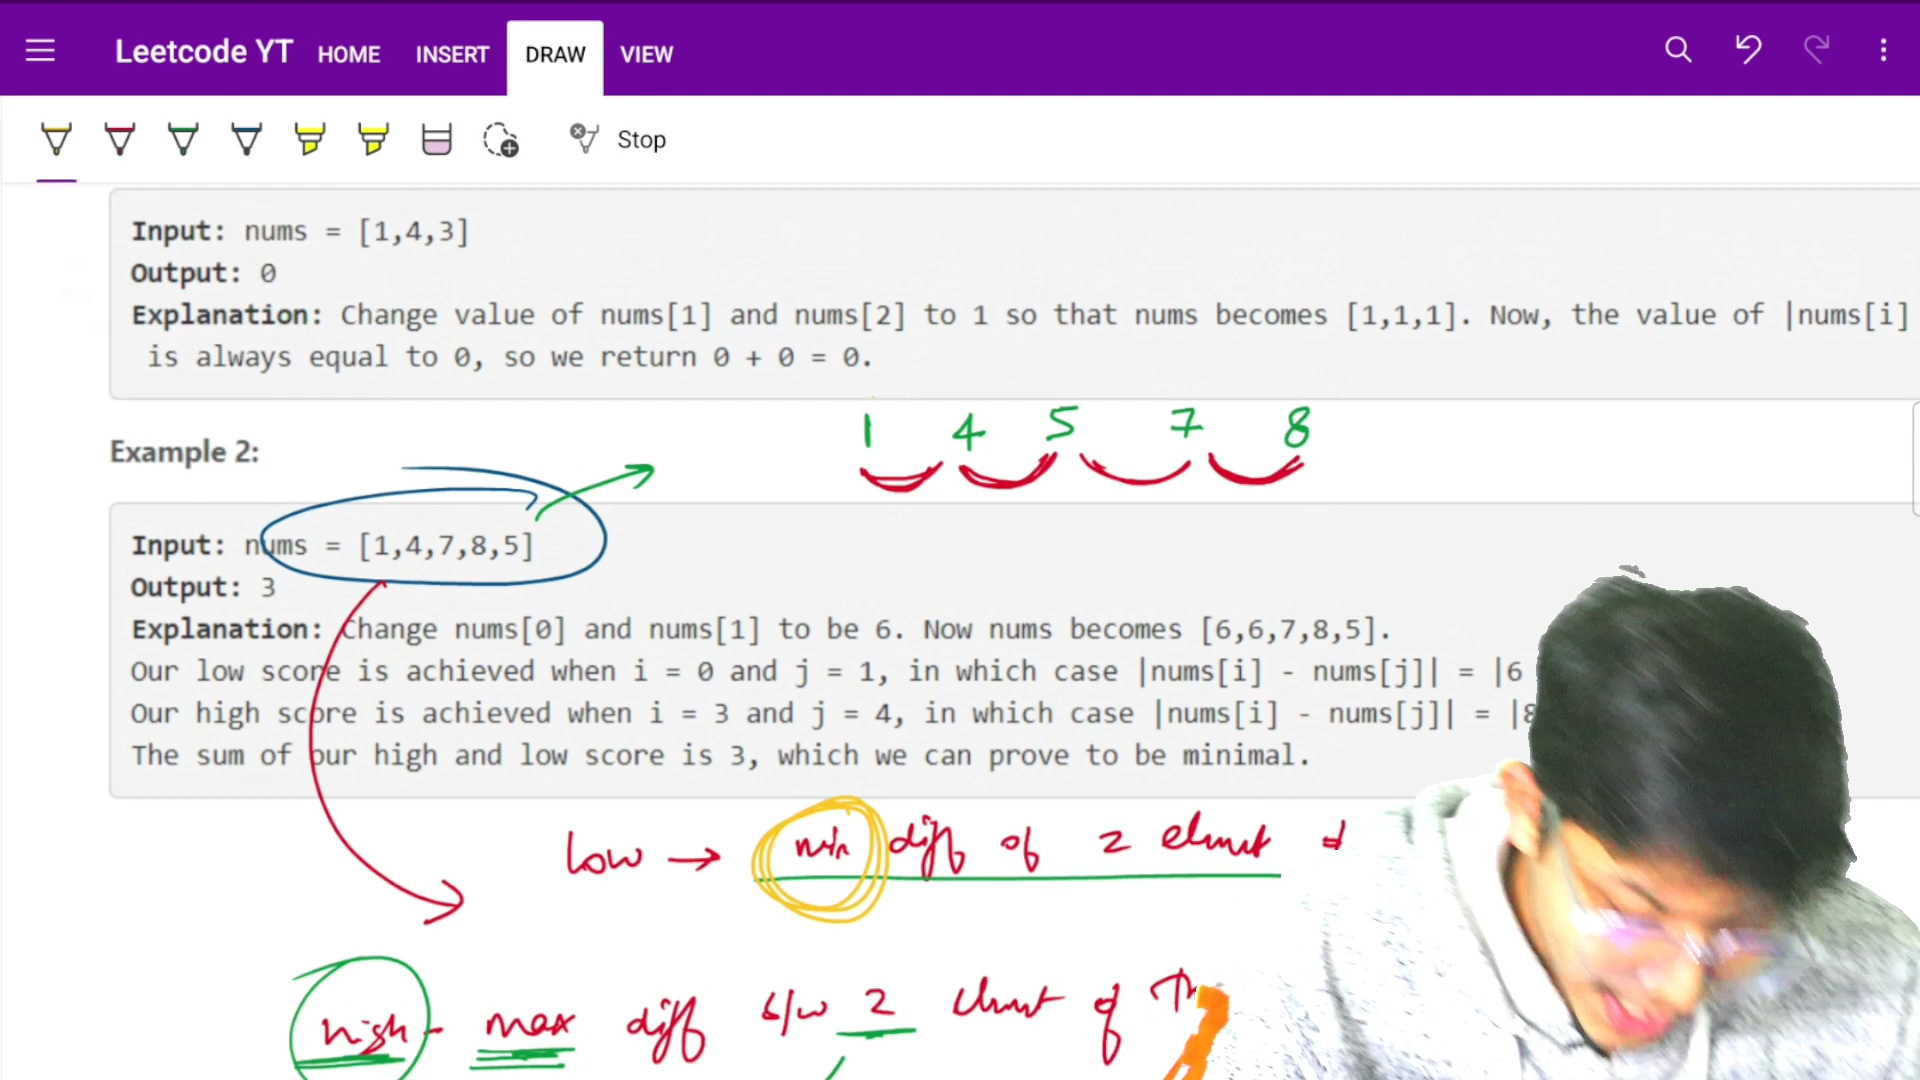 Leetcode YT HOME INSERT DRAW VIEW
Stop
Input: nums = [1,4,3]
Output: 0
Explanation: Change value of nums[1] and nums[2] to 1 so that nums becomes [1,1,1]. Now, the value of |nums[i]
is always equal to 0, so we return 0 + 0 = 0.
1 4 5 7 8
Example 2:
Input: nums = [1,4,7,8,5]
Output: 3
Explanation: Change nums[0] and nums[1] to be 6. Now nums becomes [6,6,7,8,5].
Our low score is achieved when i = 0 and j = 1, in which case |nums[i] - nums[j]| = |6
Our high score is achieved when i = 3 and j = 4, in which case |nums[i] - nums[j]| = |8
The sum of our high and low score is 3, which we can prove to be minimal.
low → min diff of 2 elmut
high - max diff b/w 2 of